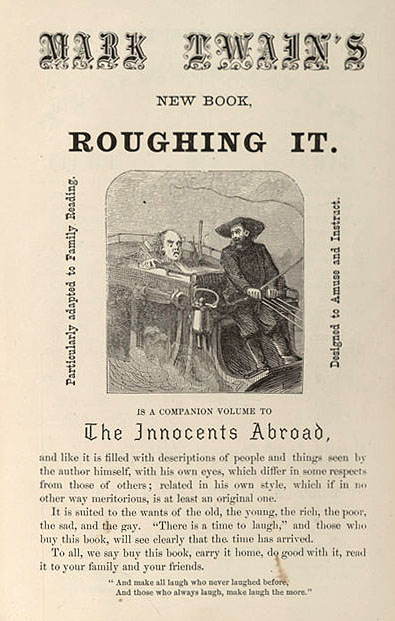 MARK TWAIN'S
NEW BOOK,
ROUGHING IT.
Particularly adapted to Family Reading.
Designed to Amuse and Instruct.
IS A COMPANION VOLUME TO
The Innocents Abroad,
and like it is filled with descriptions of people and things seen by
the author himself, with his own eyes, which differ in some respects
from those of others; related in his own style, which if in no
other way meritorious, is at least an original one.
It is suited to the wants of the old, the young, the rich, the poor,
the sad, and the gay. "There is a time to laugh," and those who
buy this book, will see clearly that the time has arrived.
To all, we say buy this book, carry it home, do good with it, read
it to your family and your friends.
"And make all laugh who never laughed before,
And those who always laugh, make laugh the more."